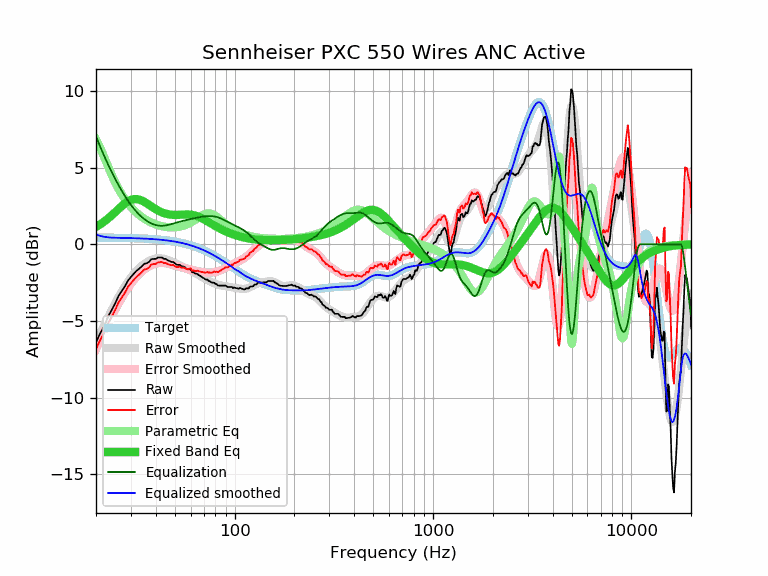 Sennheiser PXC 550 Wires ANC Active
Amplitude (dBr)
10
5
0
−5
−10
−15
Target
Raw Smoothed
Error Smoothed
Raw
Error
Parametric Eq
Fixed Band Eq
Equalization
Equalized smoothed
100
1000
10000
Frequency (Hz)